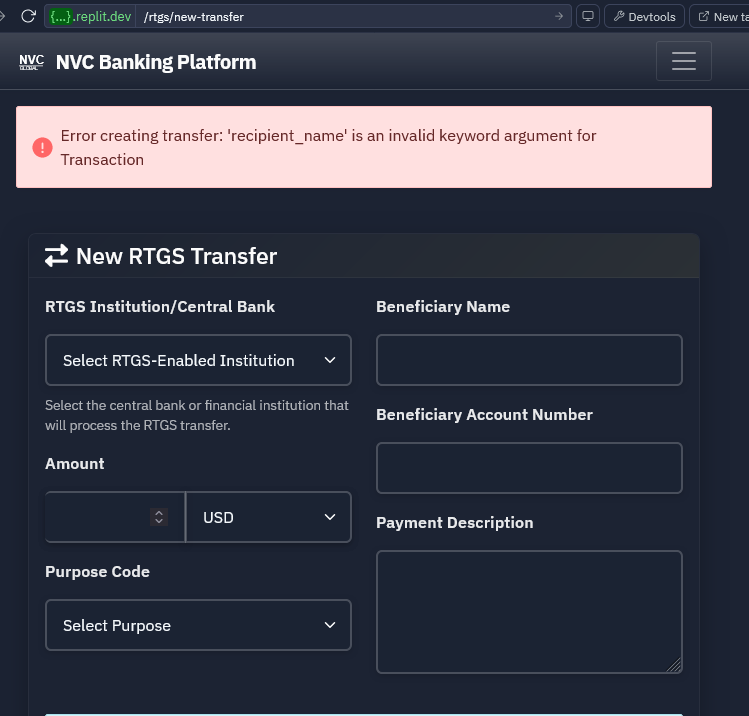 {...}.replit.dev /rtgs/new-transfer
Devtools
New ta
NVC
GLOBAL
NVC Banking Platform
Error creating transfer: 'recipient_name' is an invalid keyword argument for
Transaction
New RTGS Transfer
RTGS Institution/Central Bank
Select RTGS-Enabled Institution
Select the central bank or financial institution that
will process the RTGS transfer.
Amount
USD
Purpose Code
Select Purpose
Beneficiary Name
Beneficiary Account Number
Payment Description